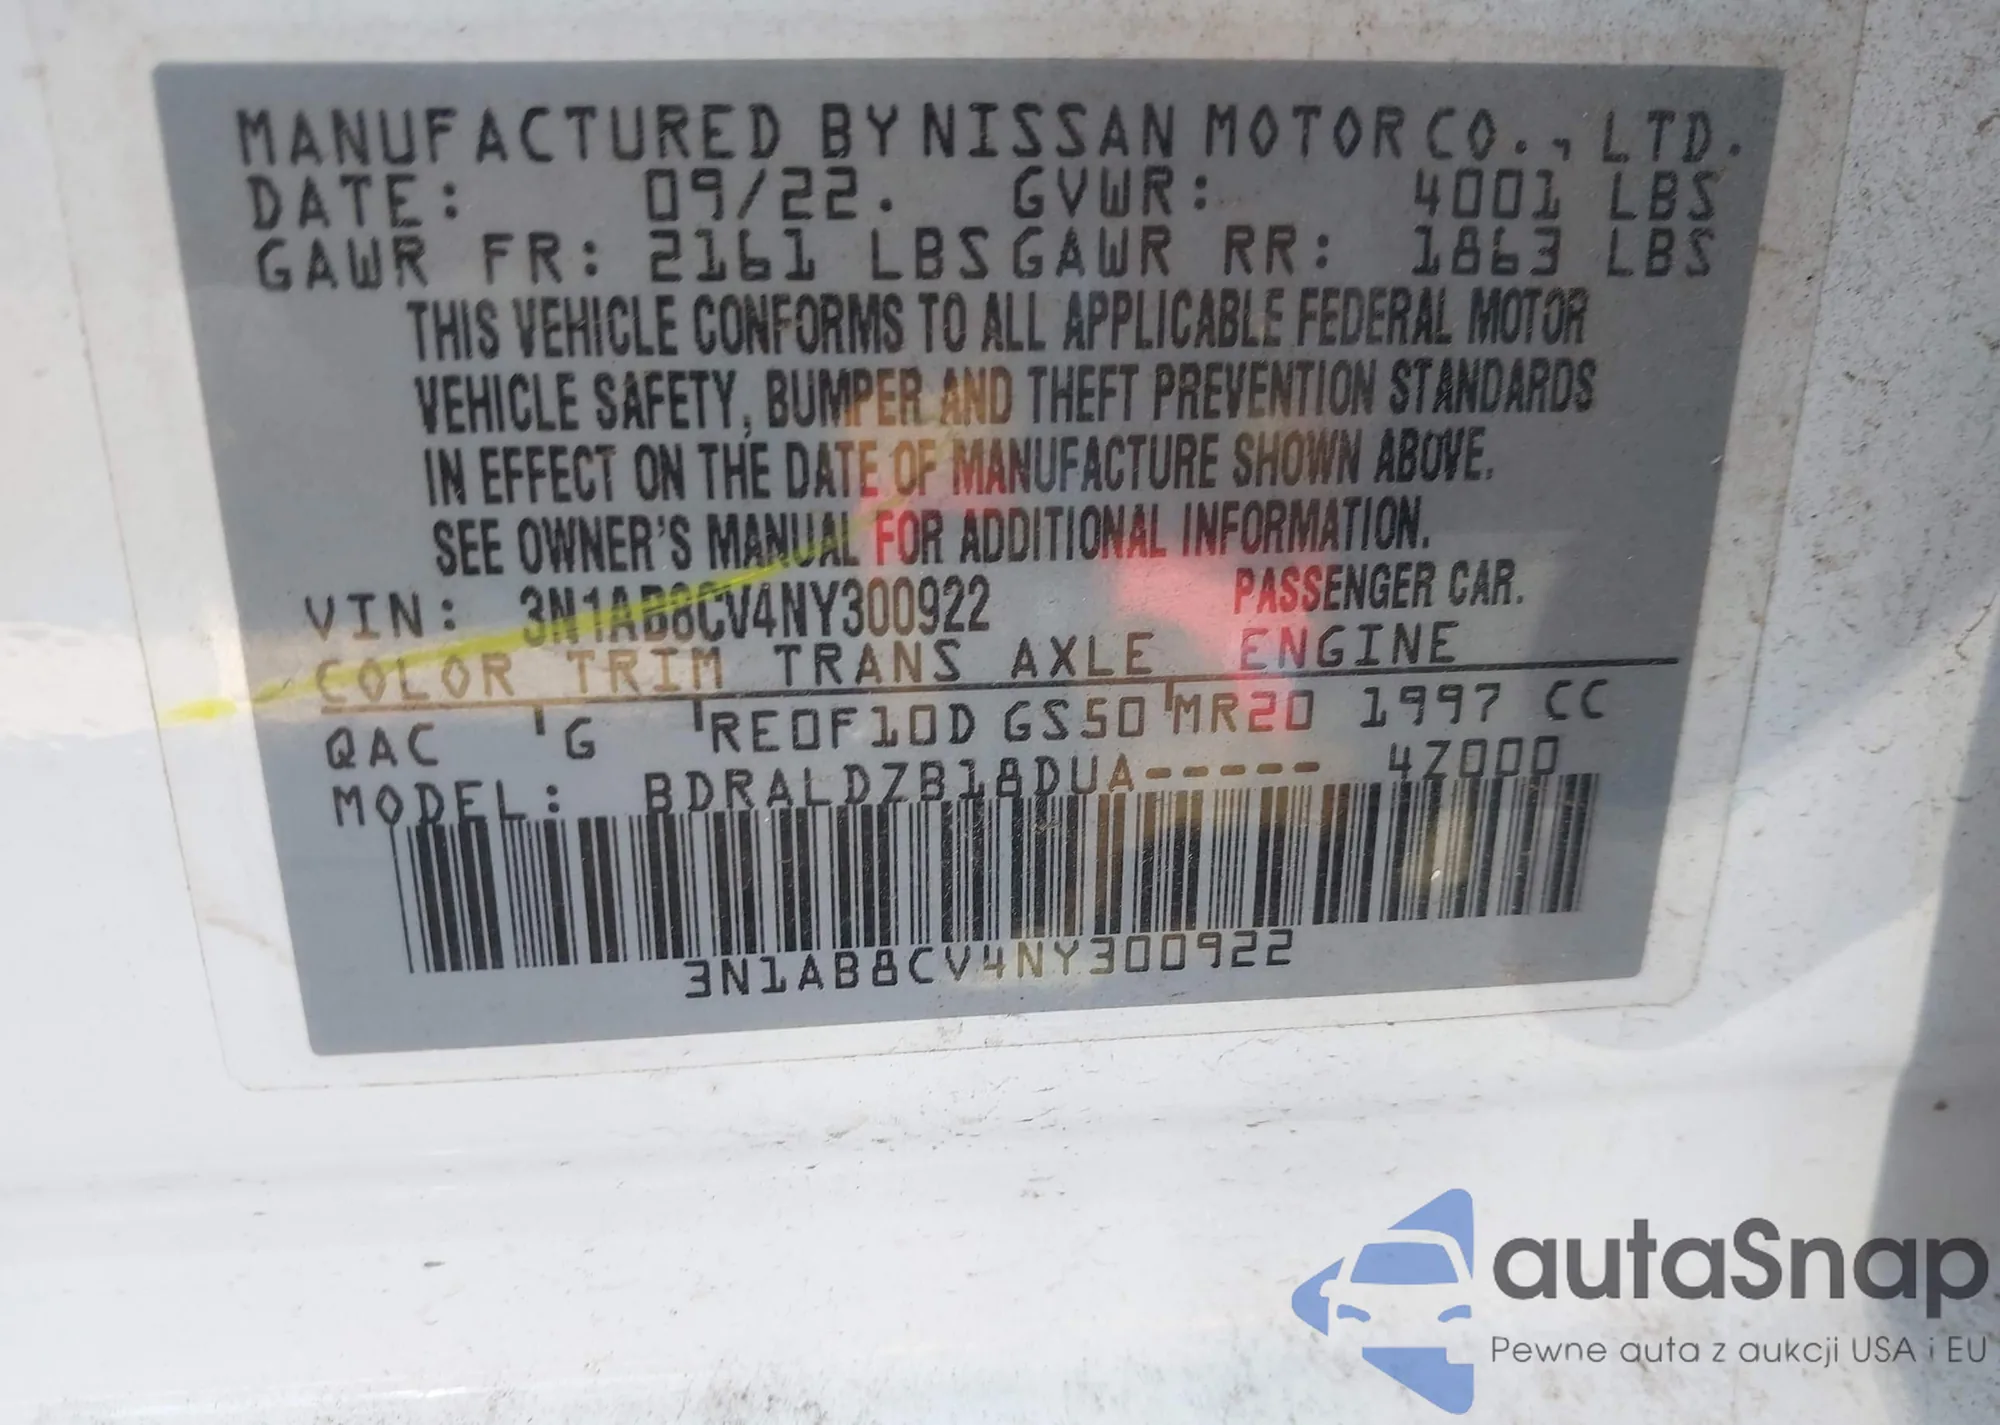 MANUFACTURED BY NISSAN MOTOR CO., LTD.
DATE: 09/22. GVWR: 4001 LBS
GAWR FR: 2161 LBS GAWR RR: 1863 LBS
THIS VEHICLE CONFORMS TO ALL APPLICABLE FEDERAL MOTOR
VEHICLE SAFETY, BUMPER AND THEFT PREVENTION STANDARDS
IN EFFECT ON THE DATE OF MANUFACTURE SHOWN ABOVE.
SEE OWNER'S MANUAL FOR ADDITIONAL INFORMATION.
VIN: 3N1AB8CV4NY300922 PASSENGER CAR.
COLOR TRIM TRANS AXLE ENGINE
QAC G RE0F10D GS50 MR20 1997 CC
MODEL: BDRALDZB18DUA----- 4Z000
3N1AB8CV4NY300922
autaSnap
Pewne auta z aukcji USA i EU